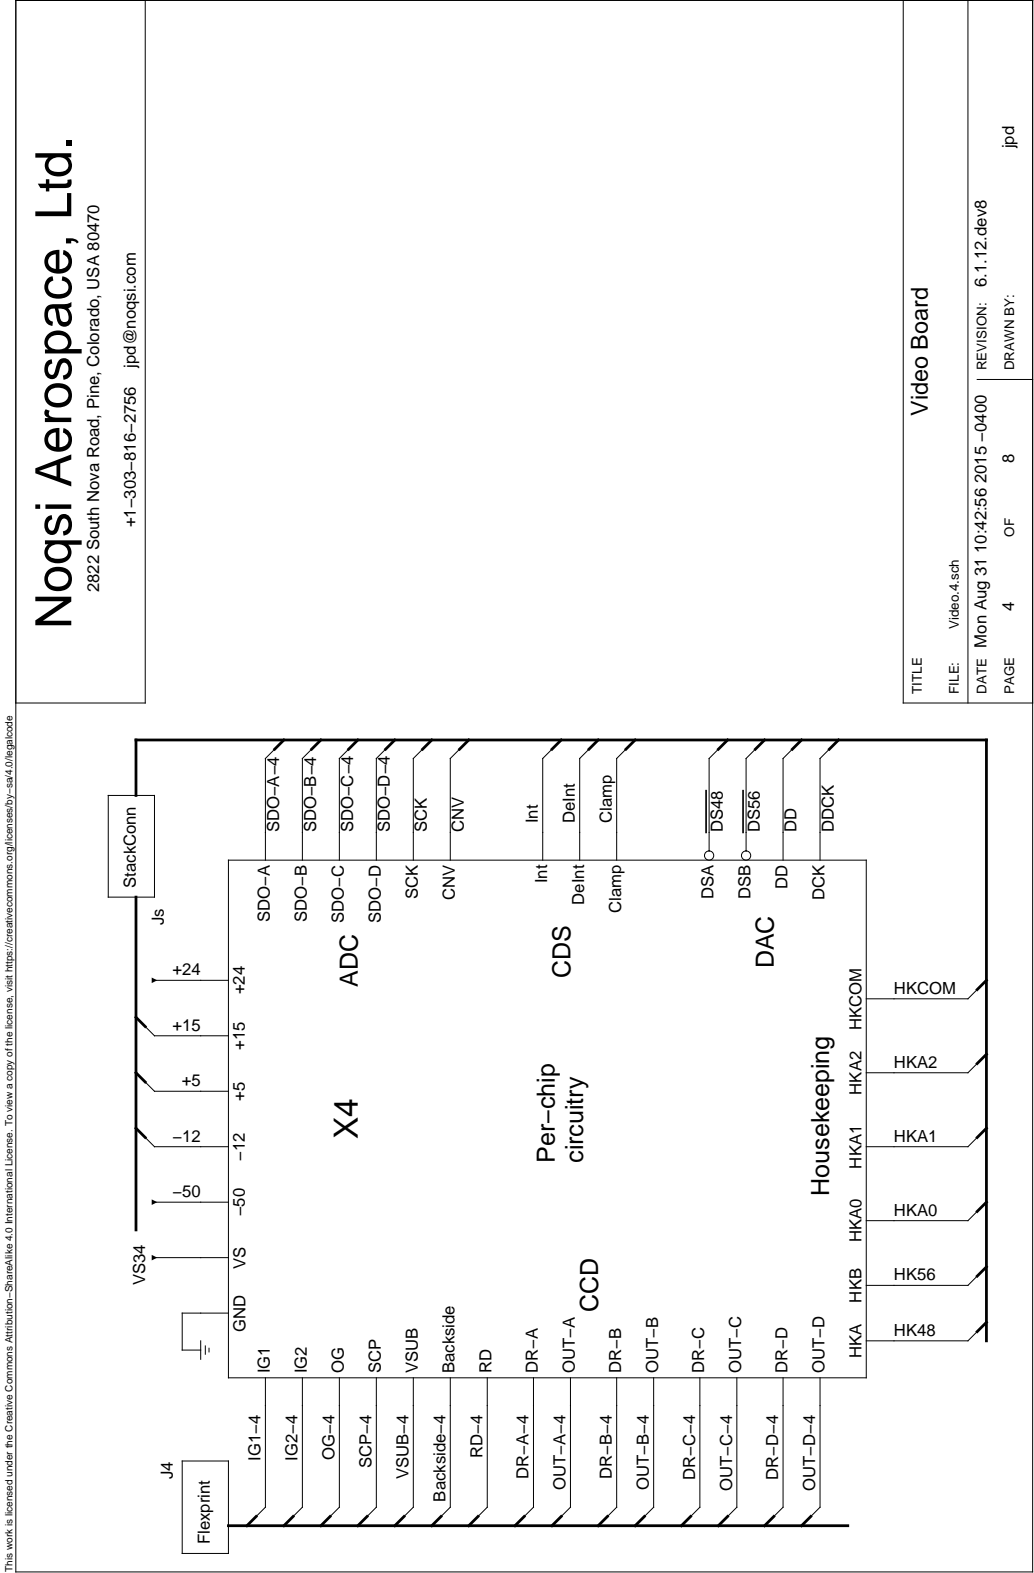 This work is licensed under the Creative Commons Attribution−ShareAlike 4.0 International License. To view a copy of the license, visit https://creativecommons.org/licenses/by−sa/4.0/legalcode
Noqsi Aerospace, Ltd.
2822 South Nova Road, Pine, Colorado, USA 80470
+1−303−816−2756 jpd@noqsi.com
J4
Flexprint
StackConn
Js
VS34
−50
−12
+5
+15
+24
GND
VS
−50
−12
+5
+15
+24
IG1−4
IG2−4
OG−4
SCP−4
VSUB−4
Backside−4
RD−4
DR−A−4
OUT−A−4
DR−B−4
OUT−B−4
DR−C−4
OUT−C−4
DR−D−4
OUT−D−4
IG1
IG2
OG
SCP
VSUB
Backside
RD
DR−A
OUT−A
DR−B
OUT−B
DR−C
OUT−C
DR−D
OUT−D
CCD
X4
Per−chip
circuitry
Housekeeping
ADC
CDS
DAC
SDO−A
SDO−B
SDO−C
SDO−D
SCK
CNV
Int
DeInt
Clamp
DSA
DSB
DD
DCK
SDO−A−4
SDO−B−4
SDO−C−4
SDO−D−4
SCK
CNV
Int
DeInt
Clamp
DS48
DS56
DD
DDCK
HKA
HKB
HKA0
HKA1
HKA2
HKCOM
HK48
HK56
HKA0
HKA1
HKA2
HKCOM
TITLE
Video Board
FILE: Video.4.sch
DATE Mon Aug 31 10:42:56 2015 −0400 REVISION: 6.1.12.dev8
PAGE 4 OF 8 DRAWN BY: jpd